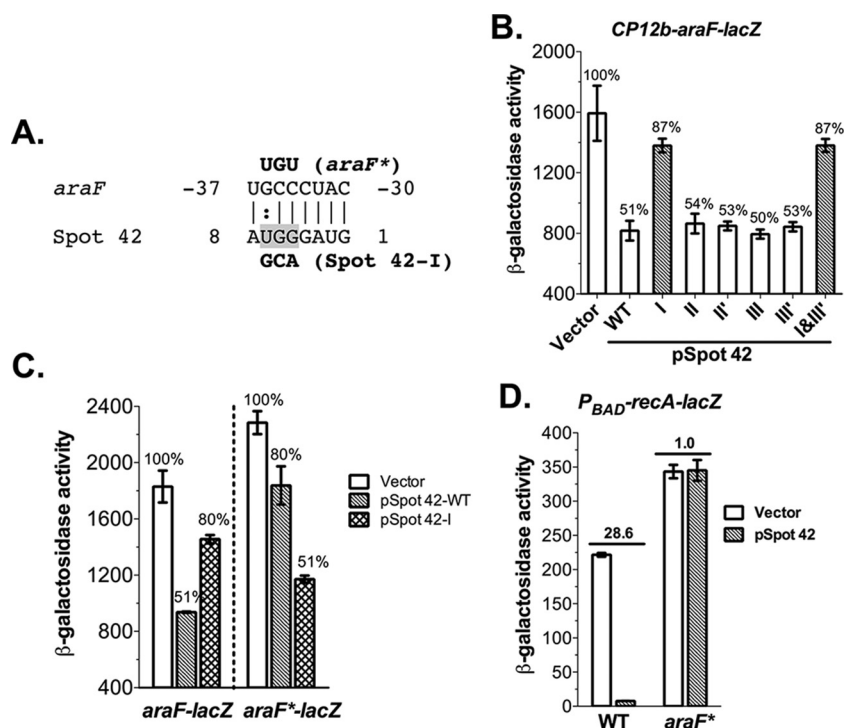 A.
UGU (araF*)
araF -37 UGCCCUAC -30
|:||||||
Spot 42 8 AUGGGAUG 1
GCA (Spot 42-I)
B.
CP12b-araF-lacZ
β-galactosidase activity
2000
1600
1200
800
400
100%
51%
87%
54%
53%
50%
53%
87%
Vector
WT
I
II
II'
III
III'
I&III'
pSpot 42
C.
β-galactosidase activity
2400
2000
1600
1200
800
400
100%
51%
80%
100%
80%
51%
araF-lacZ
araF*-lacZ
Vector
pSpot 42-WT
pSpot 42-I
D.
PBAD-recA-lacZ
β-galactosidase activity
400
350
300
250
200
150
100
50
0
28.6
1.0
WT
araF*
Vector
pSpot 42